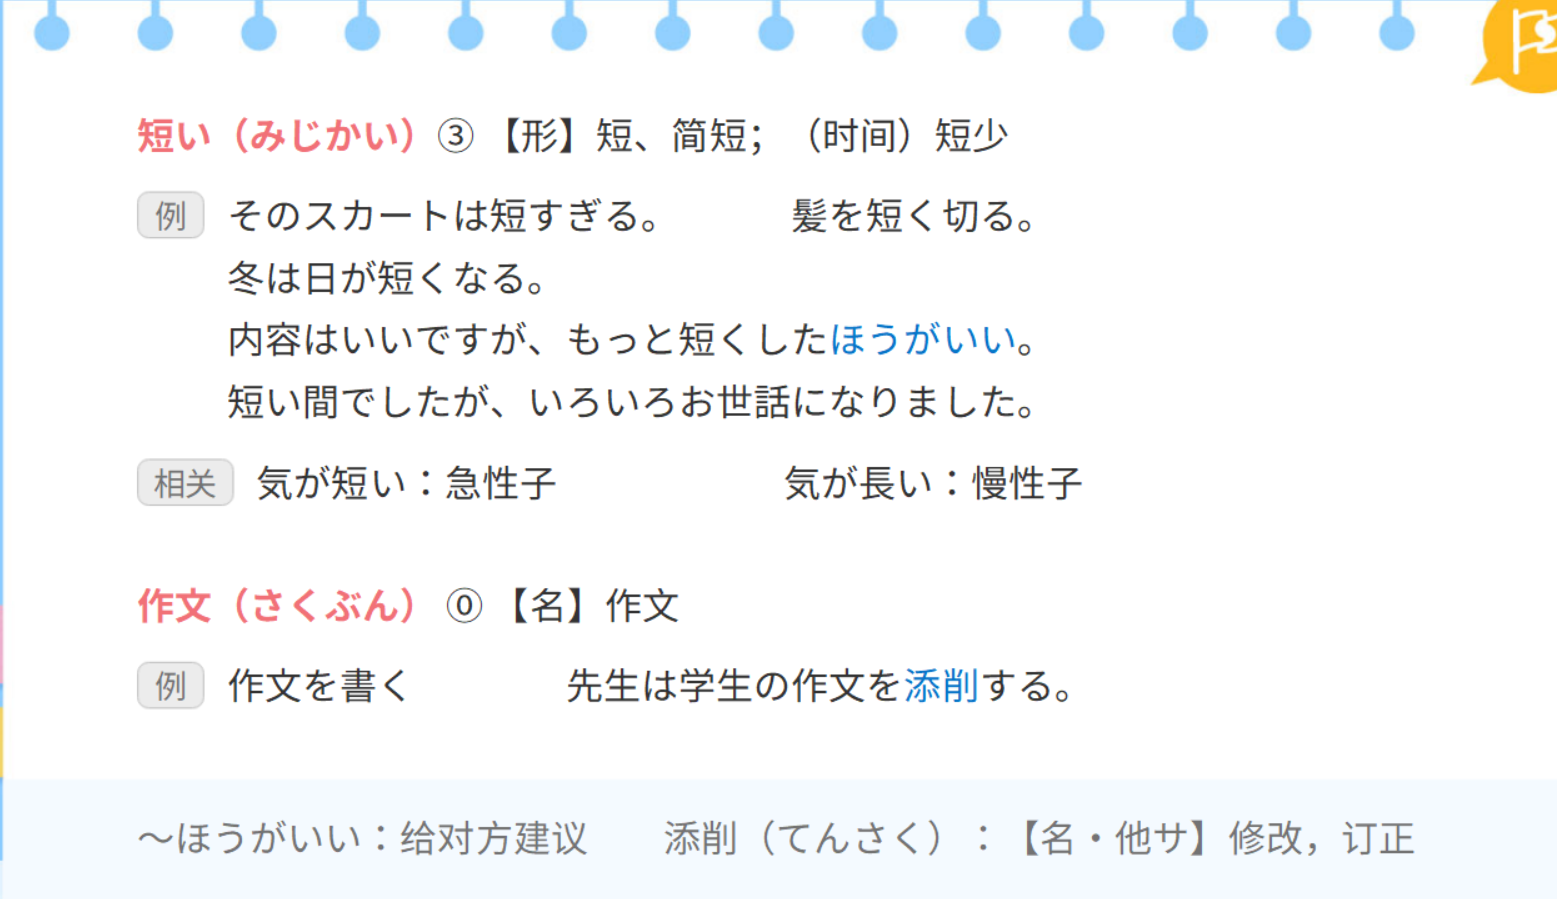 短い（みじかい）③ 【形】短、简短；（时间）短少
例 そのスカートは短すぎる。 髪を短く切る。
冬は日が短くなる。
内容はいいですが、もっと短くしたほうがいい。
短い間でしたが、いろいろお世話になりました。
相关 気が短い：急性子 気が長い：慢性子
作文（さくぶん） ⓪ 【名】作文
例 作文を書く 先生は学生の作文を添削する。
～ほうがいい：给对方建议 添削（てんさく）：【名・他サ】修改，订正